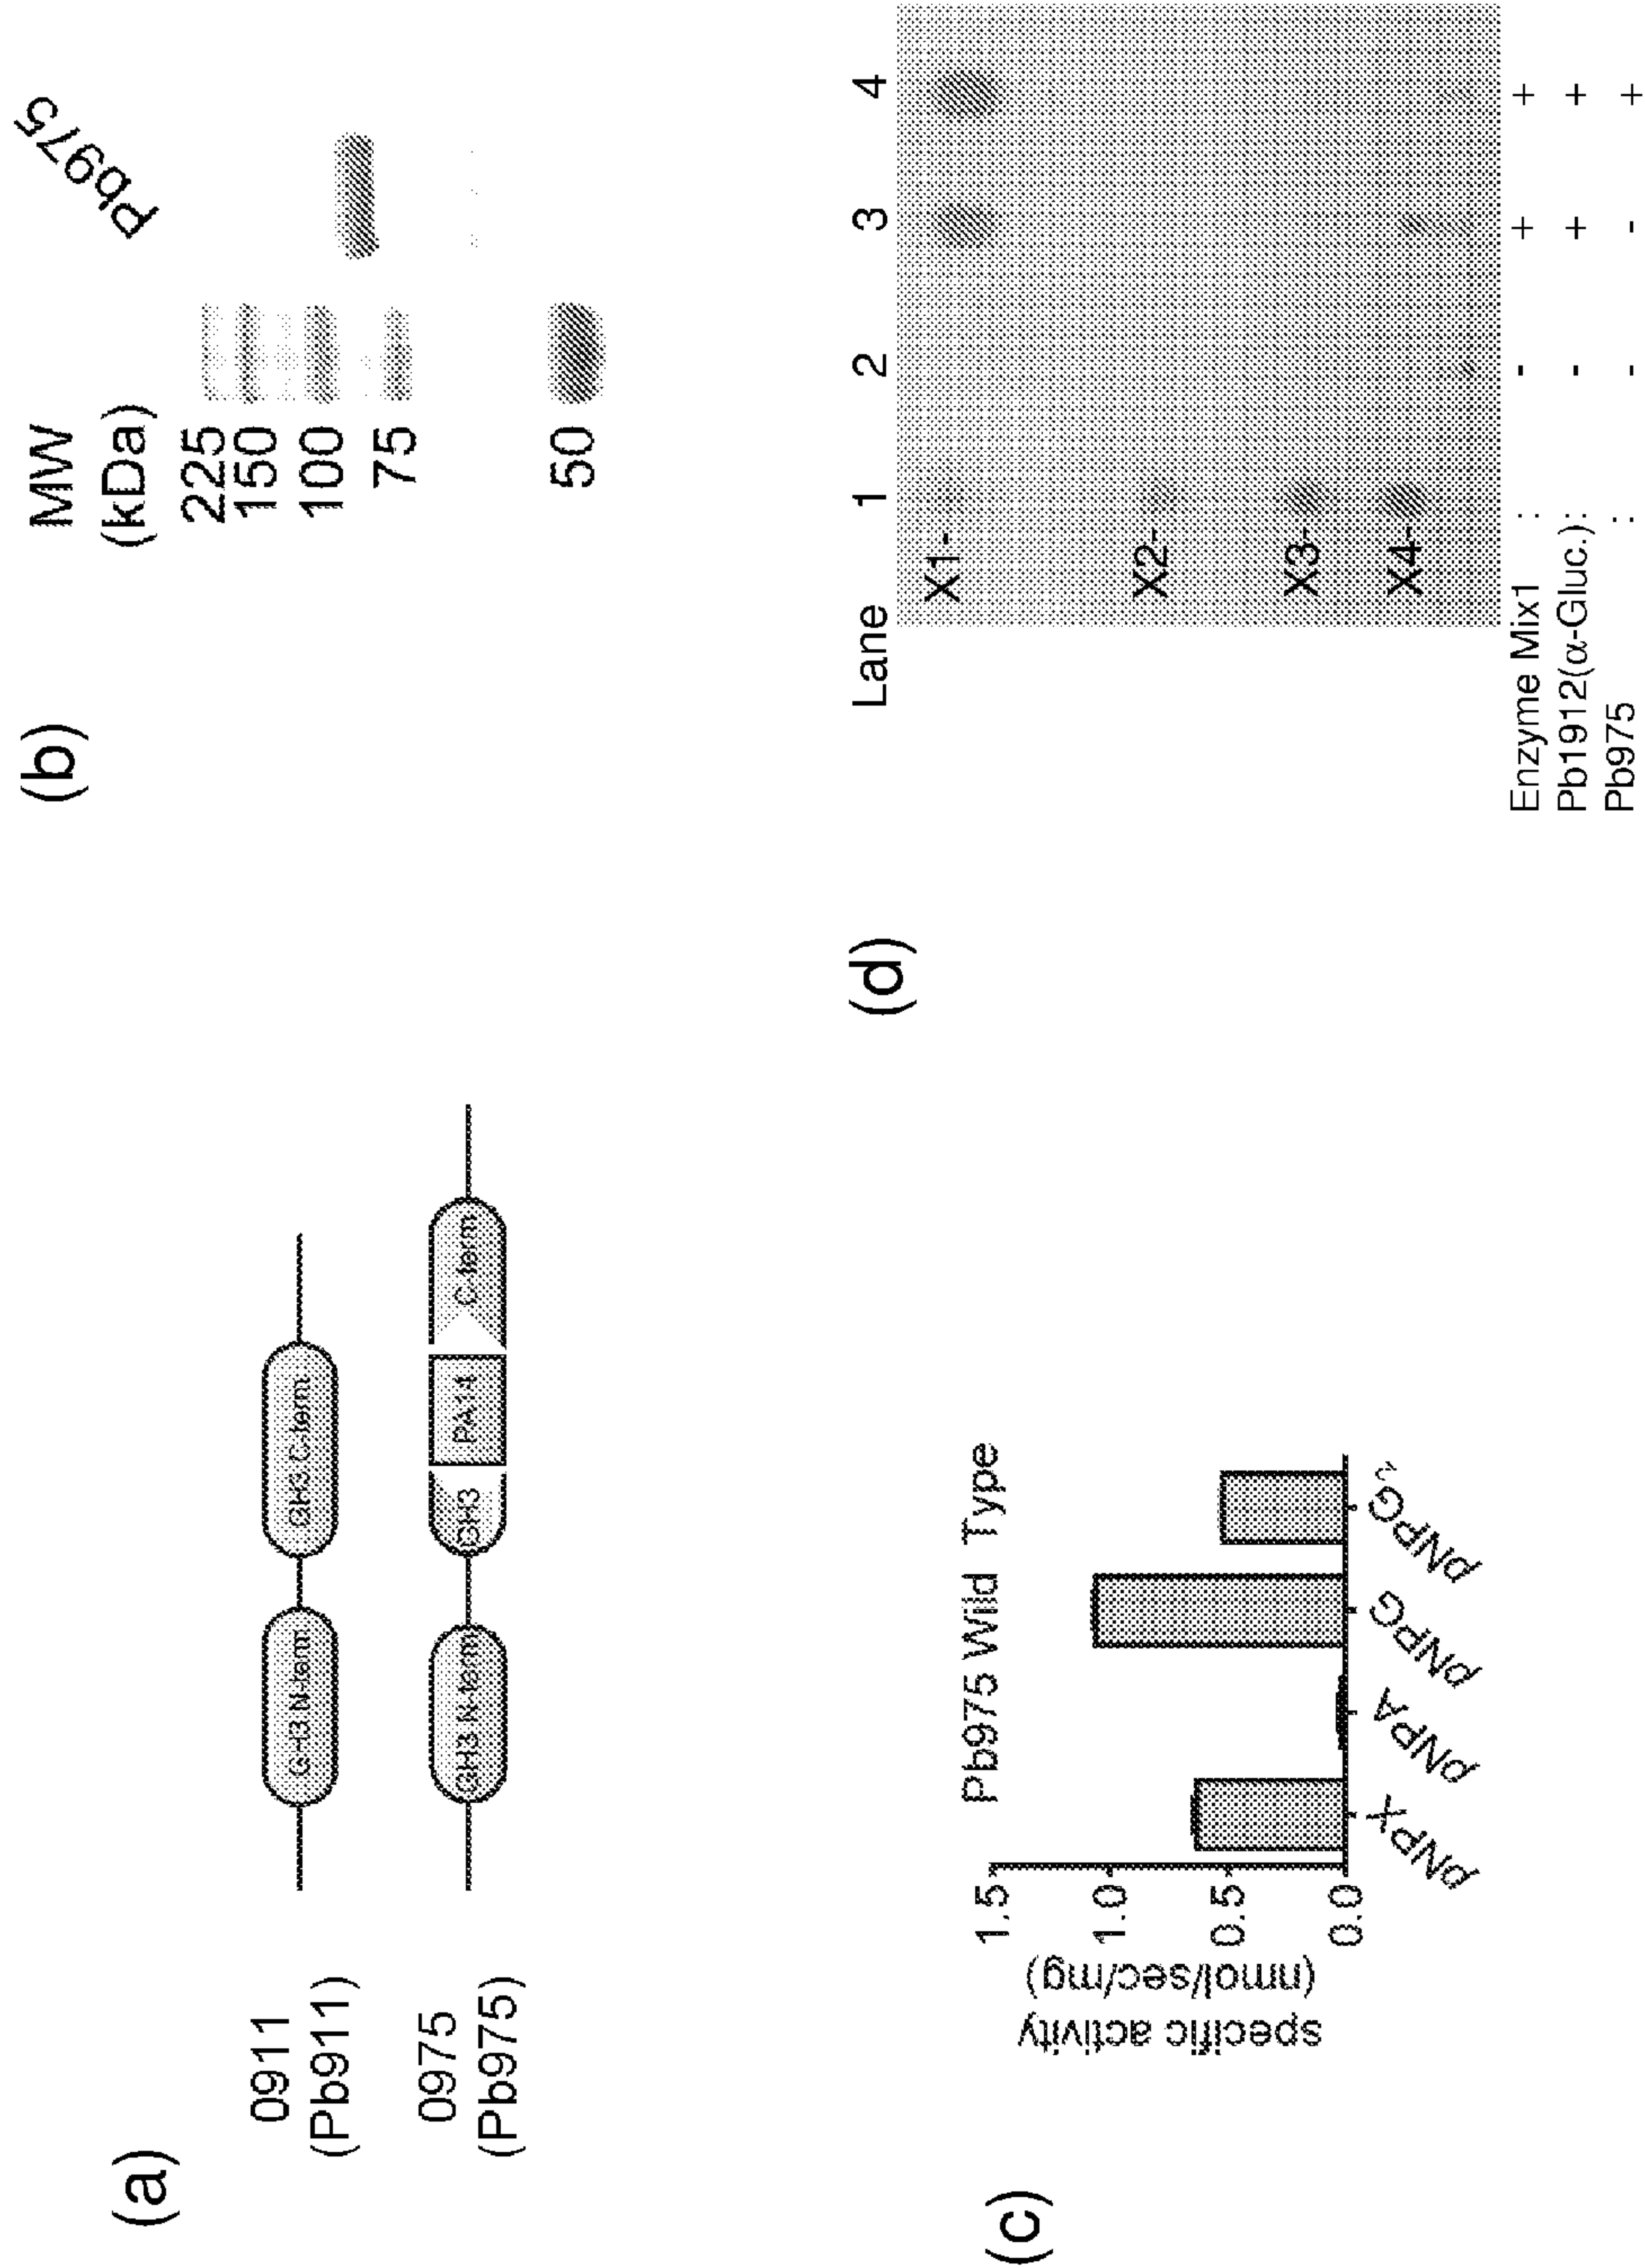 (a)
0911
(Pb911)
GH3 N-term
GH3 C-term
0975
(Pb975)
GH3 N-term
GH3
PA14
C-term
(b)
MW
(kDa)
225
150
100
75
50
Pb975
(c)
Pb975 Wild Type
specific activity
(nmol/sec/mg)
1.5
1.0
0.5
0.0
pNPX
pNPA
pNPG
pNPG2
(d)
Lane 1 2 3 4
X1-
X2-
X3-
X4-
Enzyme Mix1 : - + +
Pb1912(α-Gluc.): - + +
Pb975 : - - +